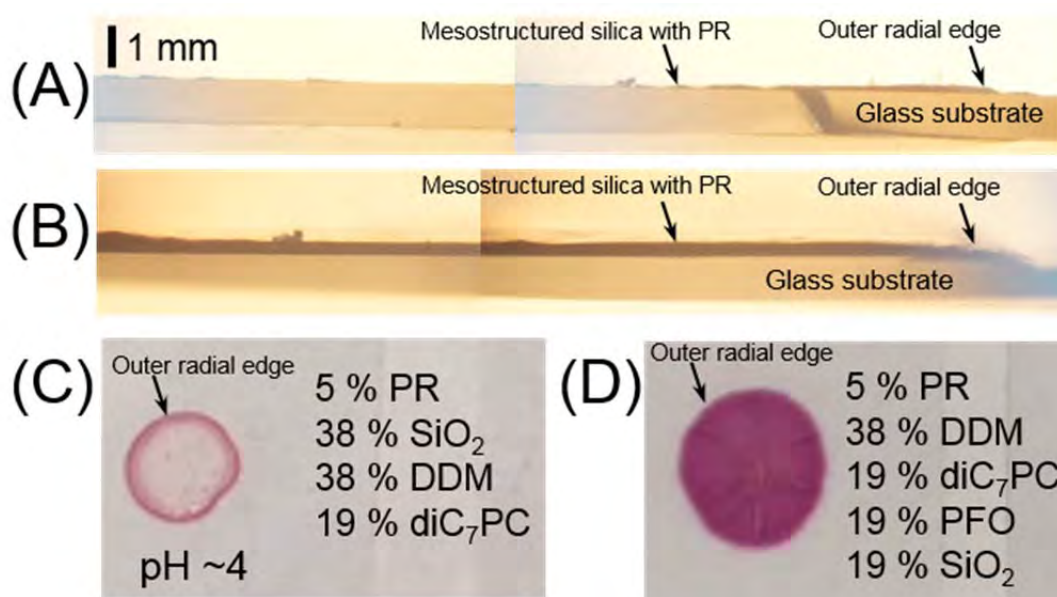 1 mm
(A)
Mesostructured silica with PR
Outer radial edge
Glass substrate
(B)
Mesostructured silica with PR
Outer radial edge
Glass substrate
(C)
Outer radial edge
5 % PR
38 % SiO₂
38 % DDM
19 % diC₇PC
pH ~4
(D)
Outer radial edge
5 % PR
38 % DDM
19 % diC₇PC
19 % PFO
19 % SiO₂